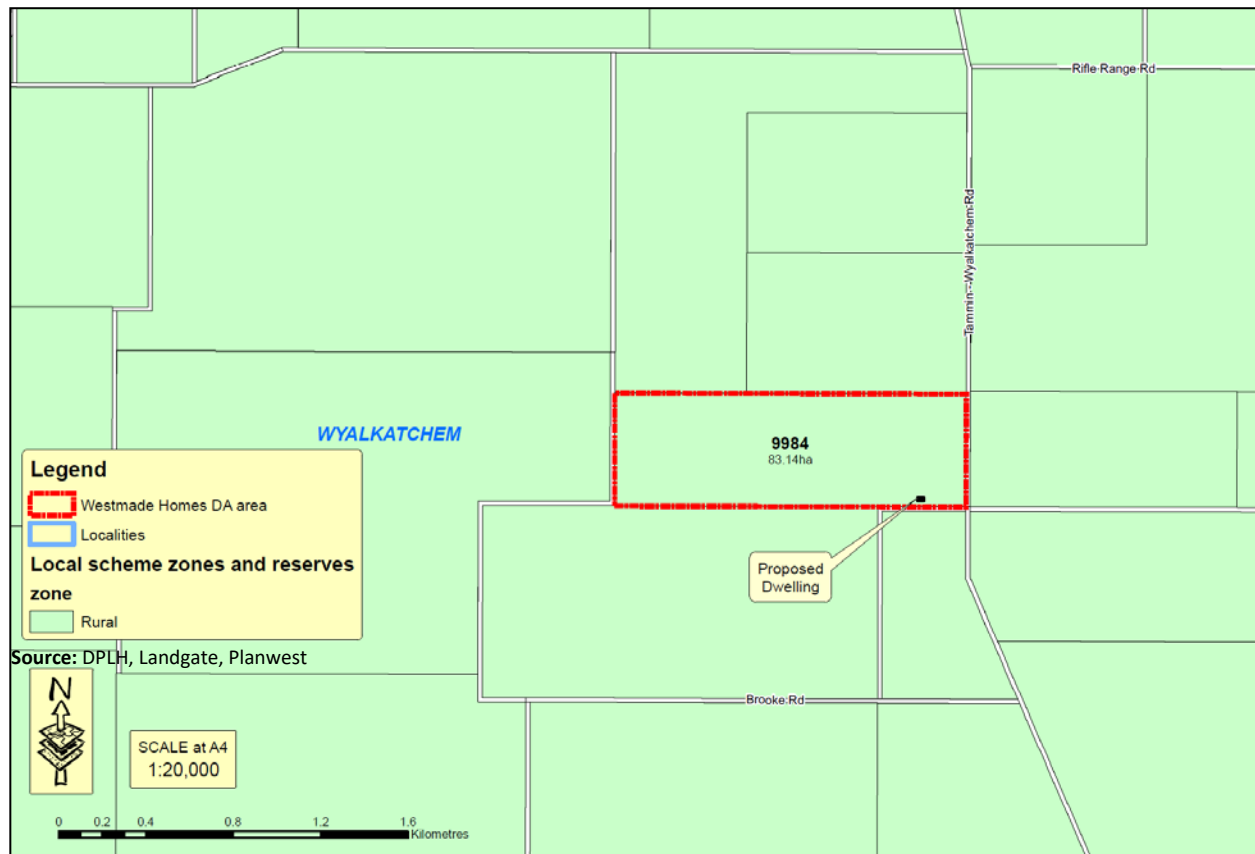 Rifle Range Rd
Tammin--Wyalkatchem Rd
WYALKATCHEM
9984
83.14ha
Legend
Westmade Homes DA area
Localities
Local scheme zones and reserves
zone
Rural
Proposed
Dwelling
Source: DPLH, Landgate, Planwest
N
Brooke Rd
SCALE at A4
1:20,000
0 0.2 0.4 0.8 1.2 1.6
Kilometres